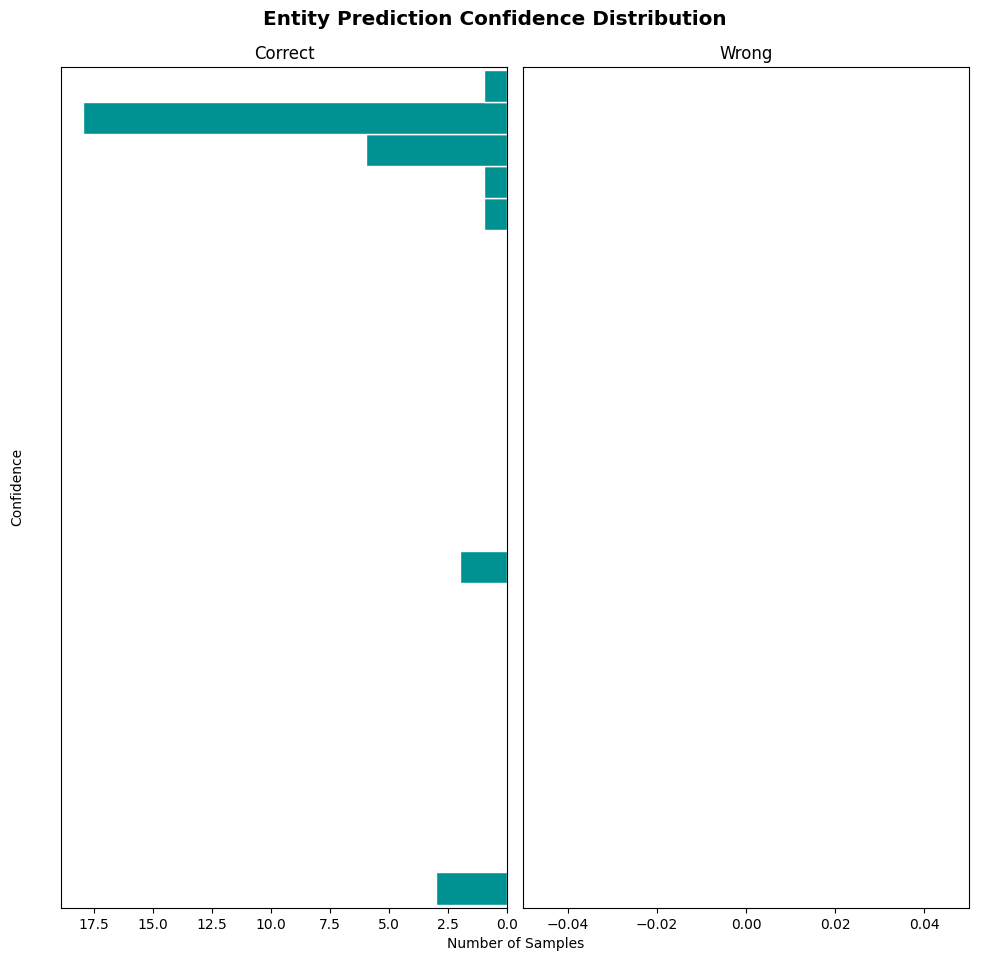 Entity Prediction Confidence Distribution
Correct
Wrong
Confidence
17.5 15.0 12.5 10.0 7.5 5.0 2.5 0.0
−0.04 −0.02 0.00 0.02 0.04
Number of Samples